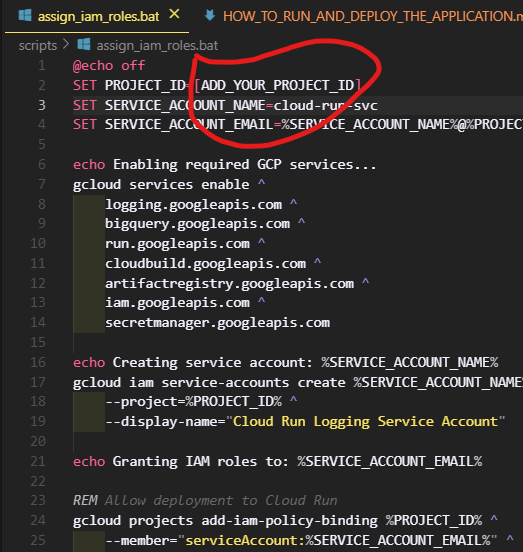 assign_iam_roles.bat
HOW_TO_RUN_AND_DEPLOY_THE_APPLICATION.m
scripts > assign_iam_roles.bat
1 @echo off
2 SET PROJECT_ID=[ADD_YOUR_PROJECT_ID]
3 SET SERVICE_ACCOUNT_NAME=cloud-run-svc
4 SET SERVICE_ACCOUNT_EMAIL=%SERVICE_ACCOUNT_NAME%@%PROJECT
5
6 echo Enabling required GCP services...
7 gcloud services enable ^
8 logging.googleapis.com ^
9 bigquery.googleapis.com ^
10 run.googleapis.com ^
11 cloudbuild.googleapis.com ^
12 artifactregistry.googleapis.com ^
13 iam.googleapis.com ^
14 secretmanager.googleapis.com
15
16 echo Creating service account: %SERVICE_ACCOUNT_NAME%
17 gcloud iam service-accounts create %SERVICE_ACCOUNT_NAME%
18 --project=%PROJECT_ID% ^
19 --display-name="Cloud Run Logging Service Account"
20
21 echo Granting IAM roles to: %SERVICE_ACCOUNT_EMAIL%
22
23 REM Allow deployment to Cloud Run
24 gcloud projects add-iam-policy-binding %PROJECT_ID% ^
25 --member="serviceAccount:%SERVICE_ACCOUNT_EMAIL%" ^